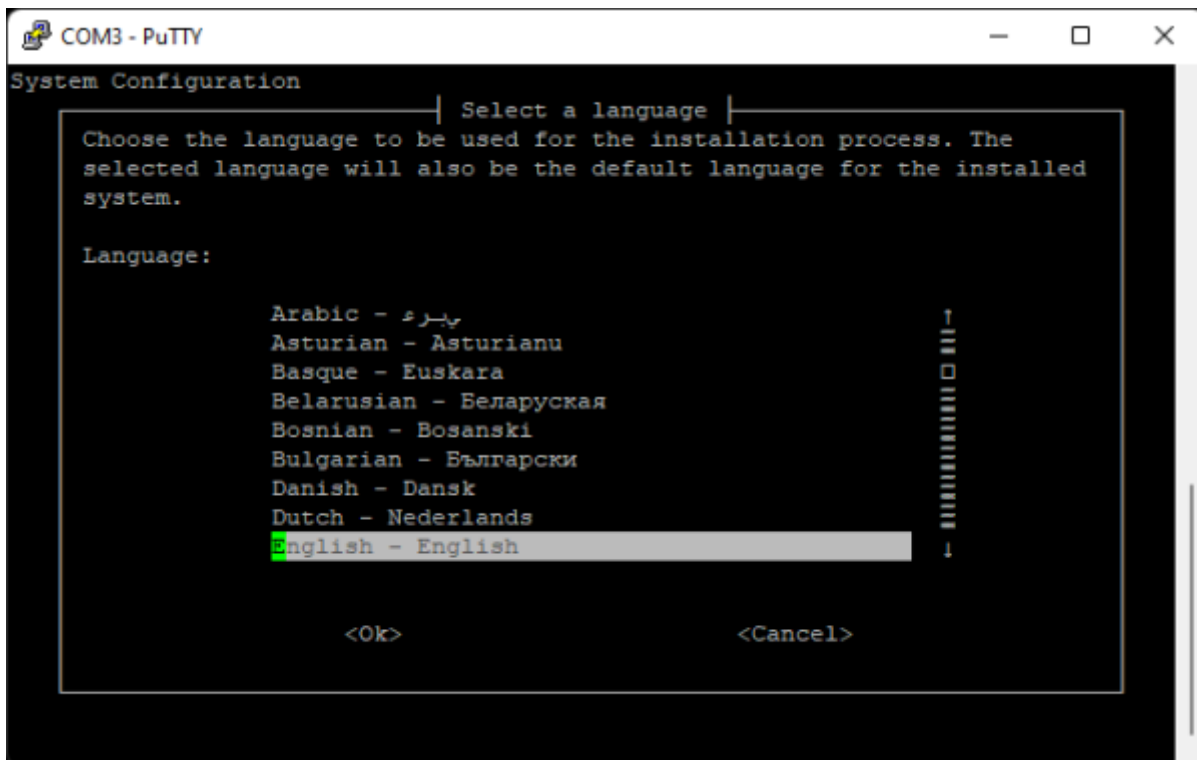 COM3 - PuTTY
System Configuration
Select a language
Choose the language to be used for the installation process. The
selected language will also be the default language for the installed
system.
Language:
Arabic - عربي
Asturian - Asturianu
Basque - Euskara
Belarusian - Беларуская
Bosnian - Bosanski
Bulgarian - Български
Danish - Dansk
Dutch - Nederlands
English - English
<Ok> <Cancel>